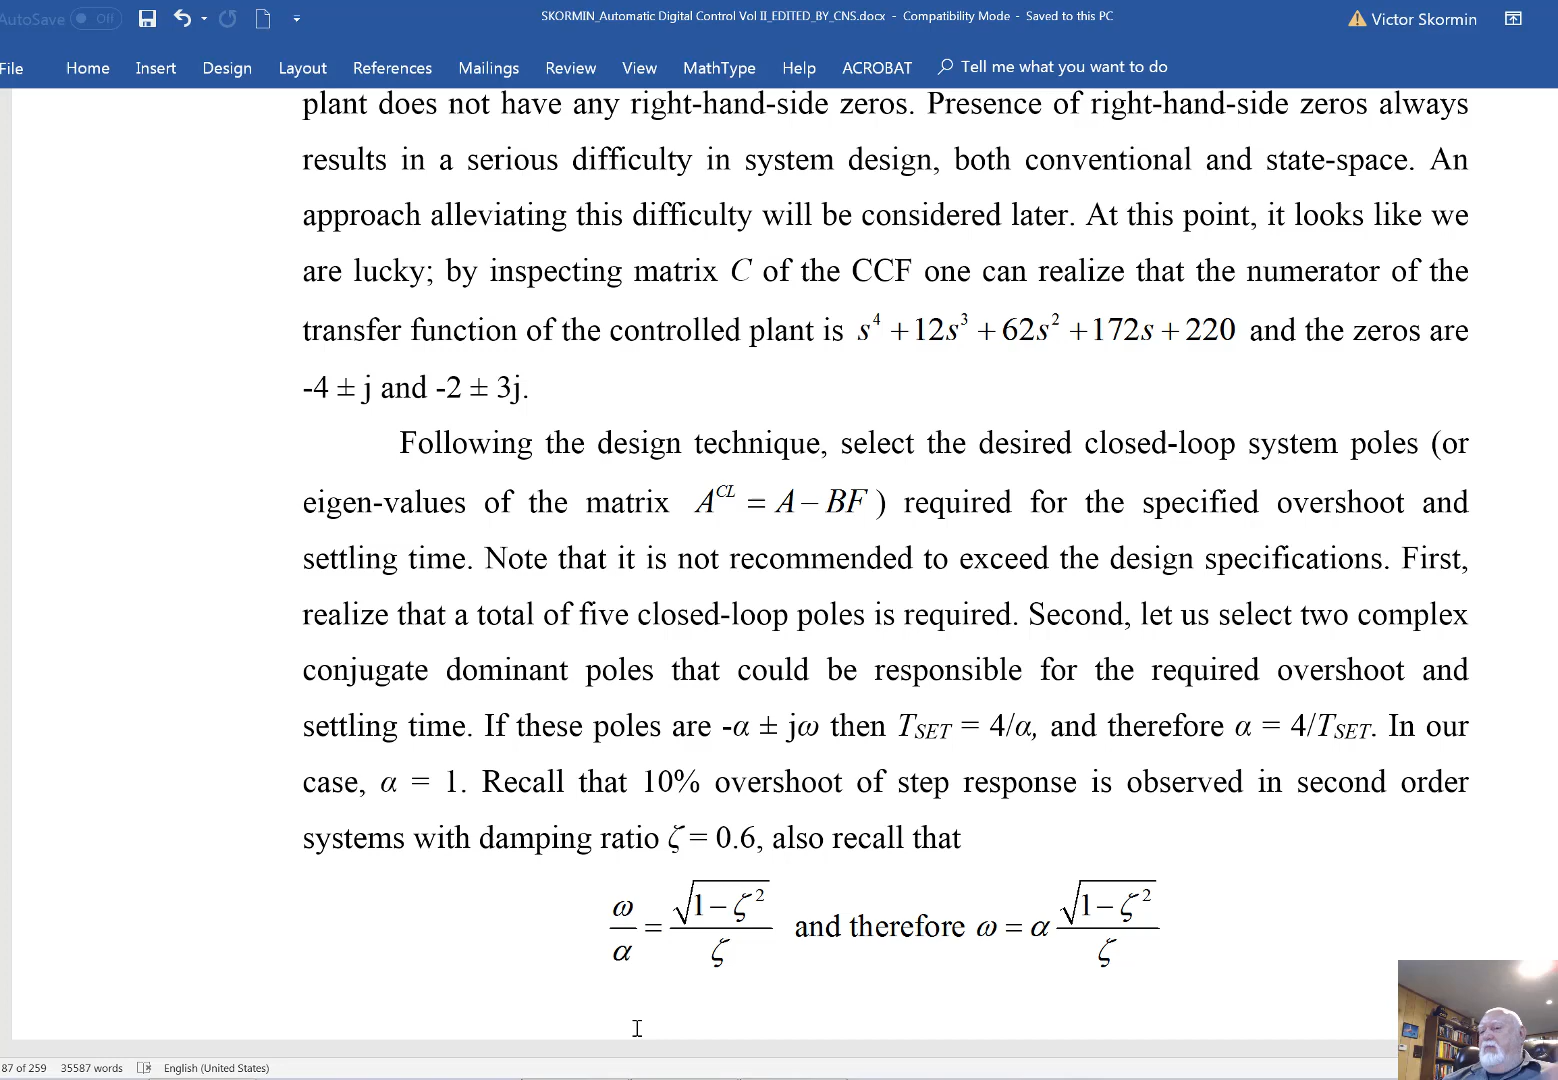 AutoSave Off SKORMIN_Automatic Digital Control Vol II_EDITED_BY_CNS.docx - Compatibility Mode - Saved to this PC Victor Skormin
File Home Insert Design Layout References Mailings Review View MathType Help ACROBAT Tell me what you want to do
plant does not have any right-hand-side zeros. Presence of right-hand-side zeros always
results in a serious difficulty in system design, both conventional and state-space. An
approach alleviating this difficulty will be considered later. At this point, it looks like we
are lucky; by inspecting matrix C of the CCF one can realize that the numerator of the
transfer function of the controlled plant is s⁴ +12s³ +62s² +172s +220 and the zeros are
-4 ± j and -2 ± 3j.
Following the design technique, select the desired closed-loop system poles (or
eigen-values of the matrix A^CL = A − BF ) required for the specified overshoot and
settling time. Note that it is not recommended to exceed the design specifications. First,
realize that a total of five closed-loop poles is required. Second, let us select two complex
conjugate dominant poles that could be responsible for the required overshoot and
settling time. If these poles are -α ± jω then T_SET = 4/α, and therefore α = 4/T_SET. In our
case, α = 1. Recall that 10% overshoot of step response is observed in second order
systems with damping ratio ζ = 0.6, also recall that
ω/α = √(1 − ζ²)/ζ and therefore ω = α √(1 − ζ²)/ζ
87 of 259 35587 words English (United States)